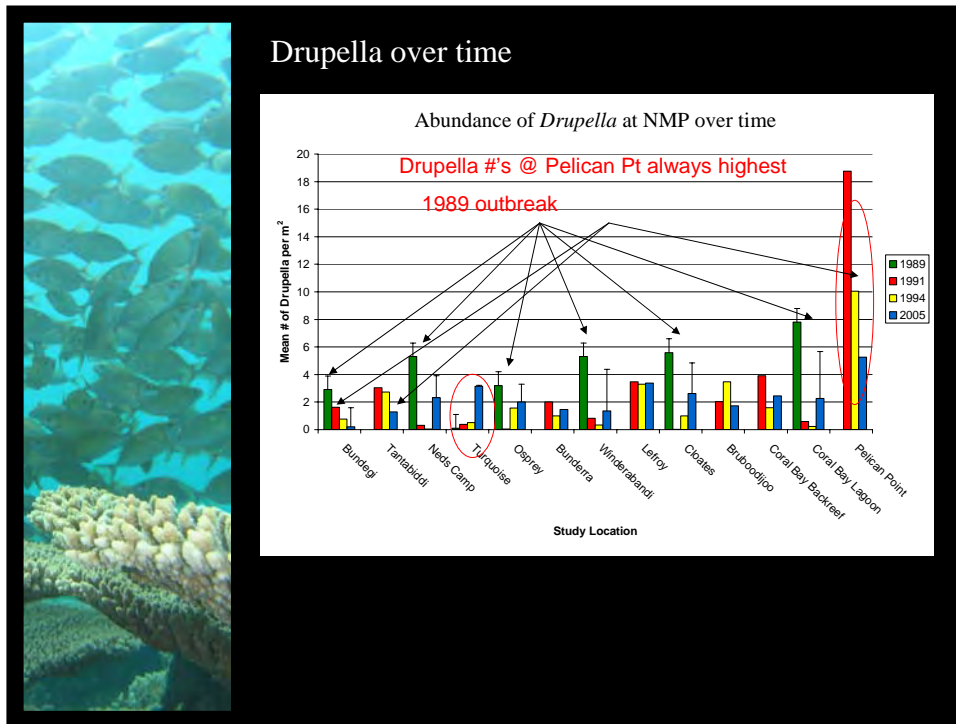 Drupella over time
Abundance of Drupella at NMP over time
Drupella #'s @ Pelican Pt always highest
1989 outbreak
Mean # of Drupella per m²
20
18
16
14
12
10
8
6
4
2
0
1989
1991
1994
2005
Bundegi
Tantabiddi
Neds Camp
Turquoise
Osprey
Bunderra
Winderabandi
Lefroy
Cloates
Bruboodjoo
Coral Bay Backreef
Coral Bay Lagoon
Pelican Point
Study Location